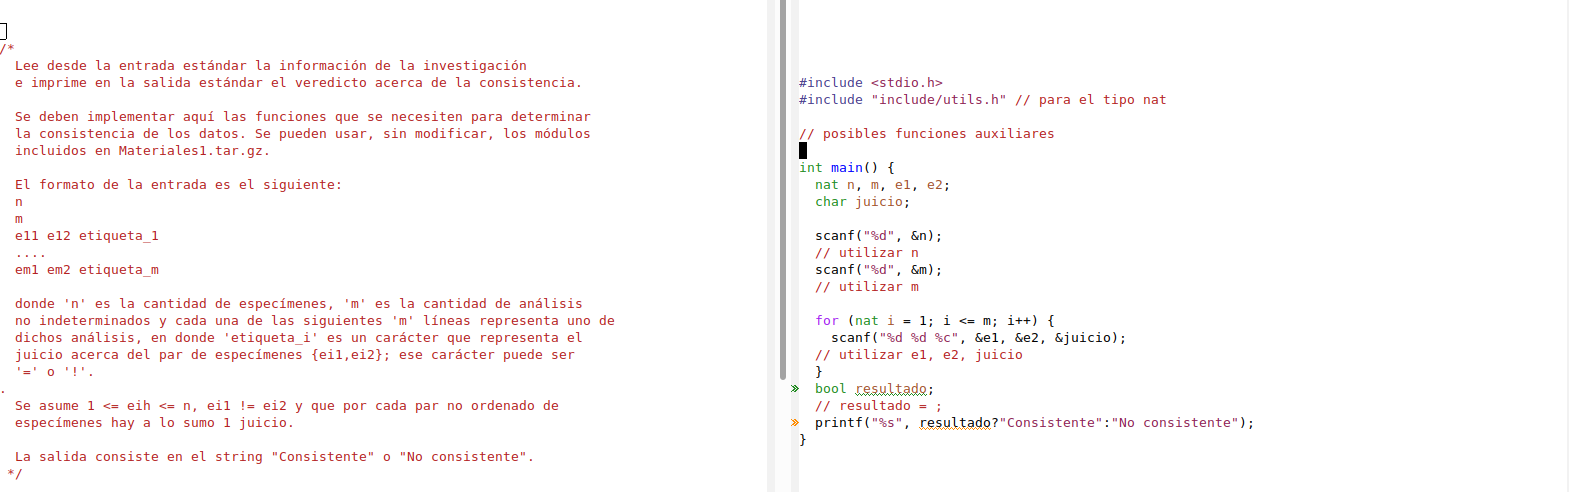 /*
Lee desde la entrada estándar la información de la investigación
e imprime en la salida estándar el veredicto acerca de la consistencia.
Se deben implementar aquí las funciones que se necesiten para determinar
la consistencia de los datos. Se pueden usar, sin modificar, los módulos
incluidos en Materiales1.tar.gz.
El formato de la entrada es el siguiente:
n
m
e11 e12 etiqueta_1
....
em1 em2 etiqueta_m
donde 'n' es la cantidad de especímenes, 'm' es la cantidad de análisis
no indeterminados y cada una de las siguientes 'm' líneas representa uno de
dichos análisis, en donde 'etiqueta_i' es un carácter que representa el
juicio acerca del par de especímenes {ei1,ei2}; ese carácter puede ser
'=' o '!'.
.
Se asume 1 <= eih <= n, ei1 != ei2 y que por cada par no ordenado de
especímenes hay a lo sumo 1 juicio.
La salida consiste en el string "Consistente" o "No consistente".
*/
#include <stdio.h>
#include "include/utils.h" // para el tipo nat
// posibles funciones auxiliares
int main() {
nat n, m, e1, e2;
char juicio;
scanf("%d", &n);
// utilizar n
scanf("%d", &m);
// utilizar m
for (nat i = 1; i <= m; i++) {
scanf("%d %d %c", &e1, &e2, &juicio);
// utilizar e1, e2, juicio
}
» bool resultado;
// resultado = ;
» printf("%s", resultado?"Consistente":"No consistente");
}